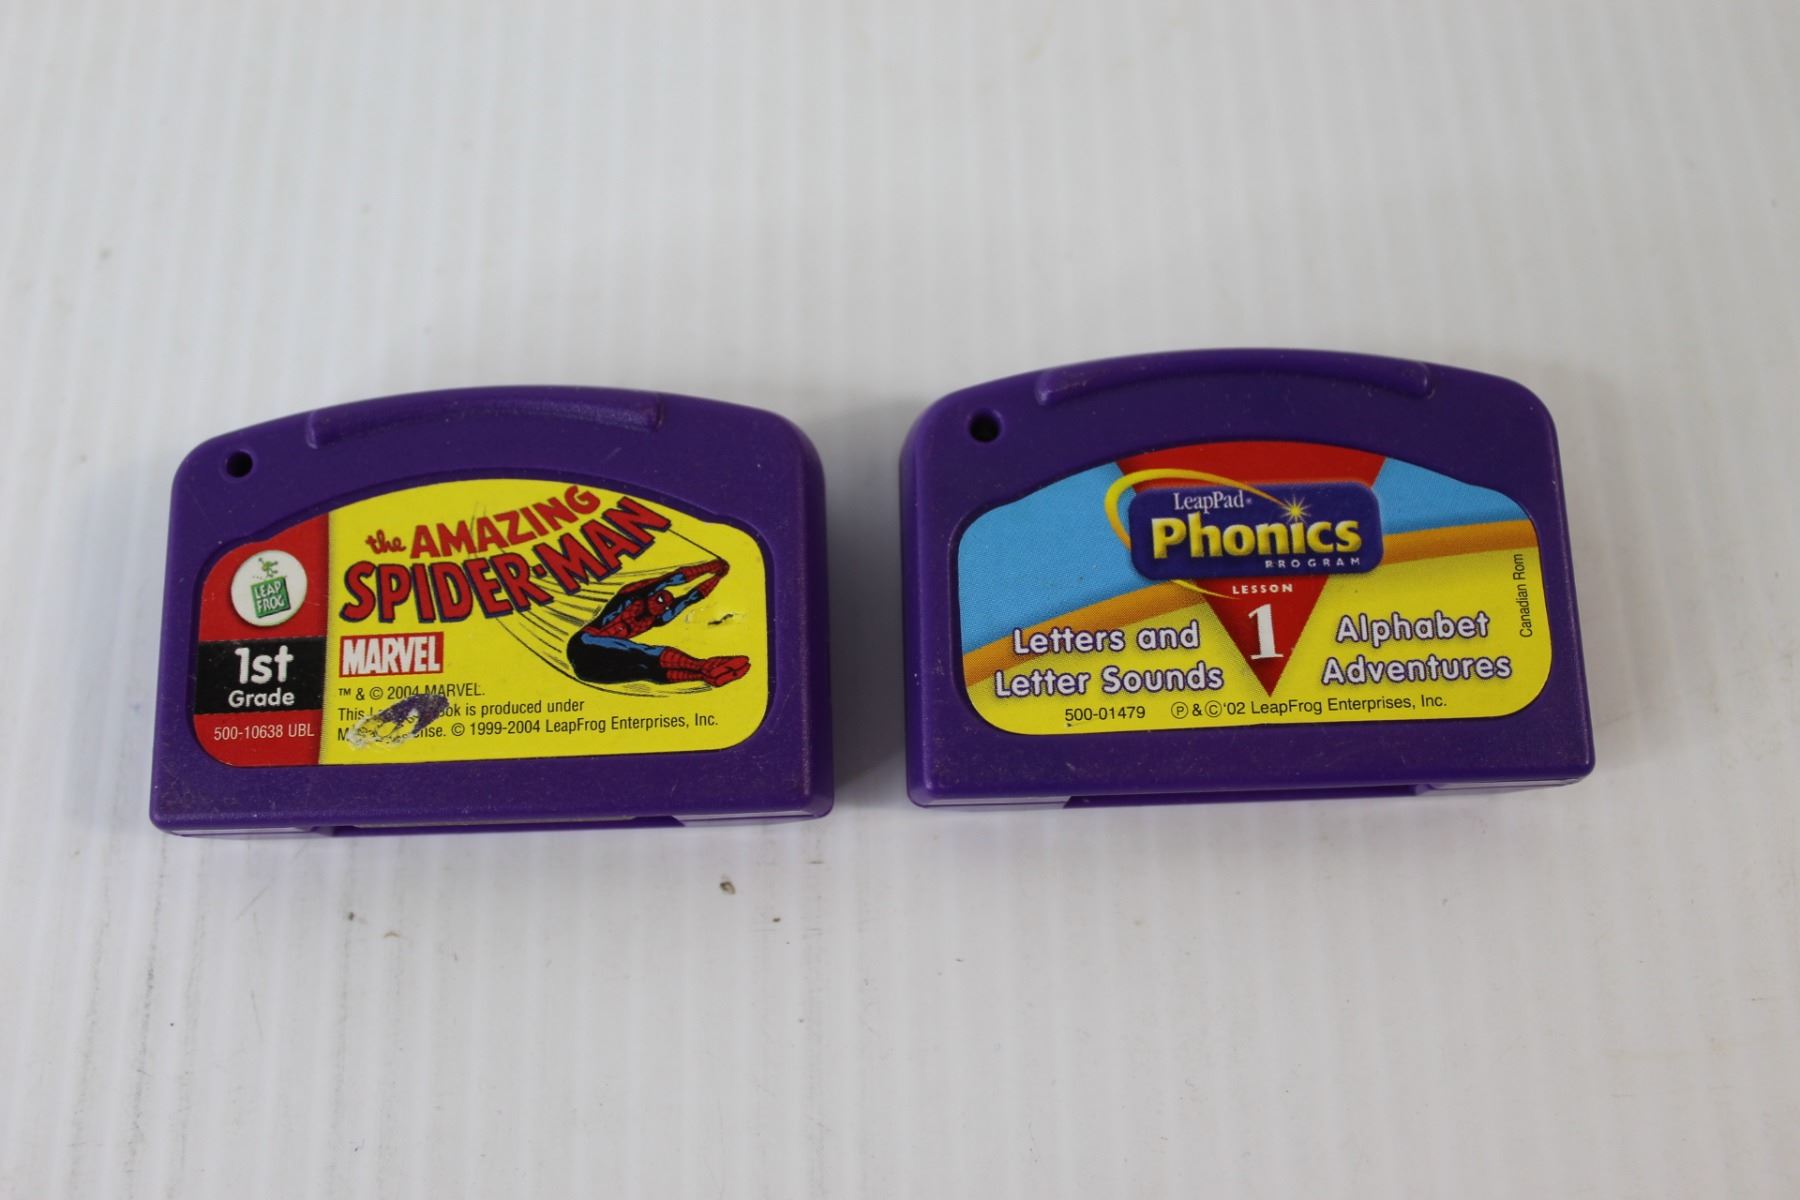 the AMAZING
SPIDER-MAN
MARVEL
LEAP
FROG
1st
Grade
500-10638 UBL
™ & © 2004 MARVEL.
This ook is produced under
© 1999-2004 LeapFrog Enterprises, Inc.
LeapPad®
Phonics
PROGRAM
LESSON
1
Letters and
Letter Sounds
Alphabet
Adventures
Canadian Rom
500-01479 Ⓟ&©'02 LeapFrog Enterprises, Inc.